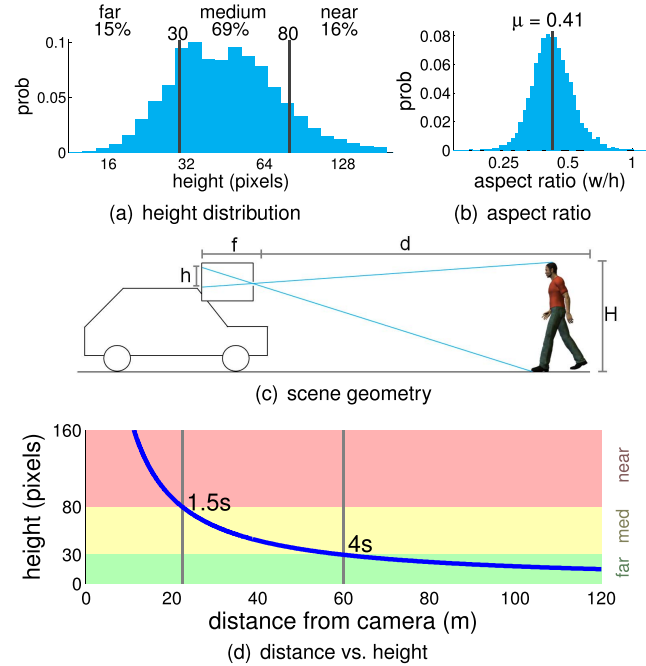 far medium near
15% 69% 16%
30 80
0.1
0.05
0
prob
16 32 64 128
height (pixels)
(a) height distribution
μ = 0.41
0.08
0.06
0.04
0.02
0
prob
0.25 0.5 1
aspect ratio (w/h)
(b) aspect ratio
f d
h
H
(c) scene geometry
160
80
30
0
height (pixels)
1.5s
4s
near
med
far
0 20 40 60 80 100 120
distance from camera (m)
(d) distance vs. height